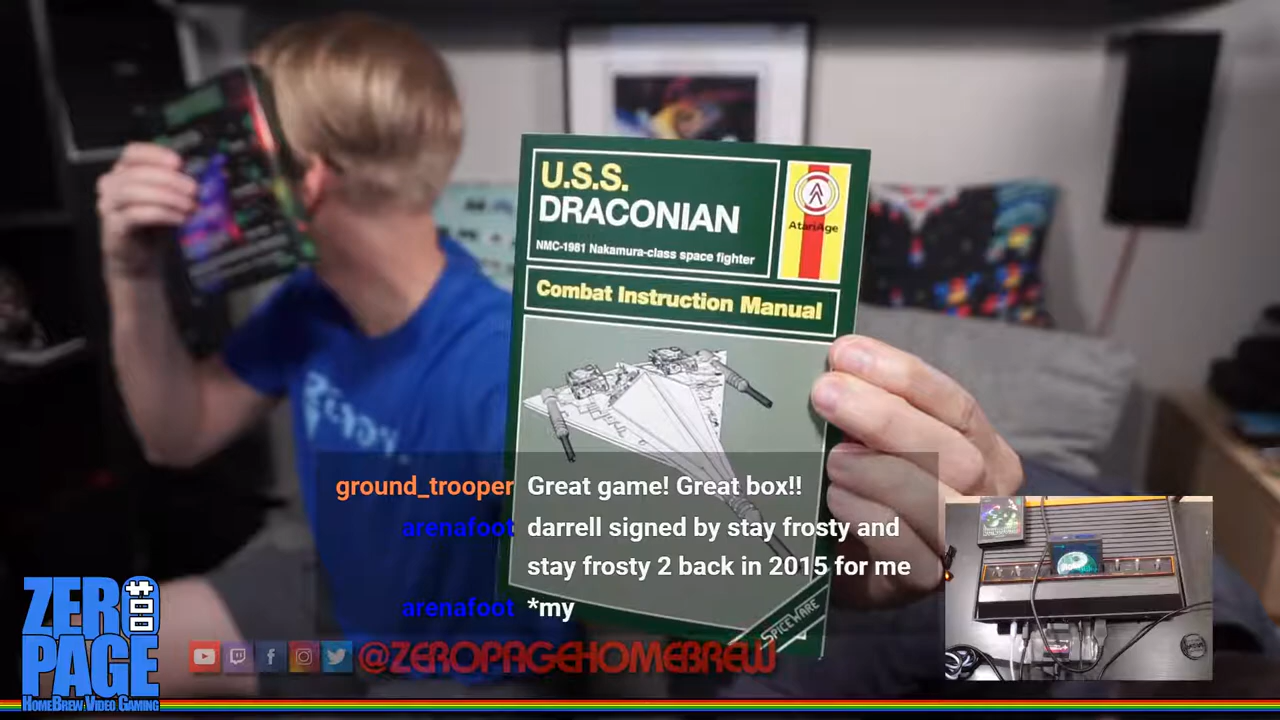 U.S.S.
DRACONIAN
NMC-1981 Nakamura-class space fighter
AtariAge
Combat Instruction Manual
ground_trooper Great game! Great box!!
arenafoot darrell signed by stay frosty and
stay frosty 2 back in 2015 for me
arenafoot *my
SPICEWARE
ZERO
PAGE
HOMEBREW VIDEO GAMING
@ZEROPAGEHOMEBREW